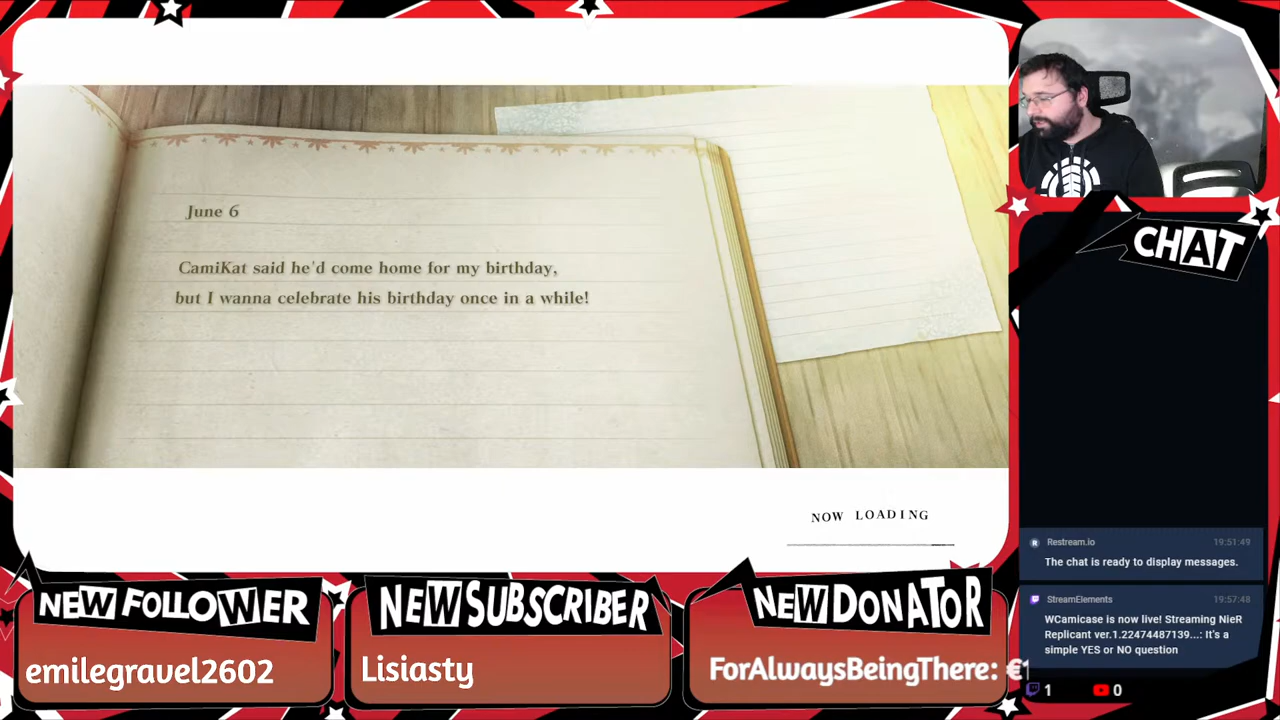 June 6
CamiKat said he'd come home for my birthday,
but I wanna celebrate his birthday once in a while!
NOW LOADING
CHAT
Restream.io 19:51:49
The chat is ready to display messages.
StreamElements 19:57:48
WCamicase is now live! Streaming NieR
Replicant ver.1.22474487139...: It's a
simple YES or NO question
1 0
NEW FOLLOWER
emilegravel2602
NEW SUBSCRIBER
Lisiasty
NEW DONATOR
ForAlwaysBeingThere: €1